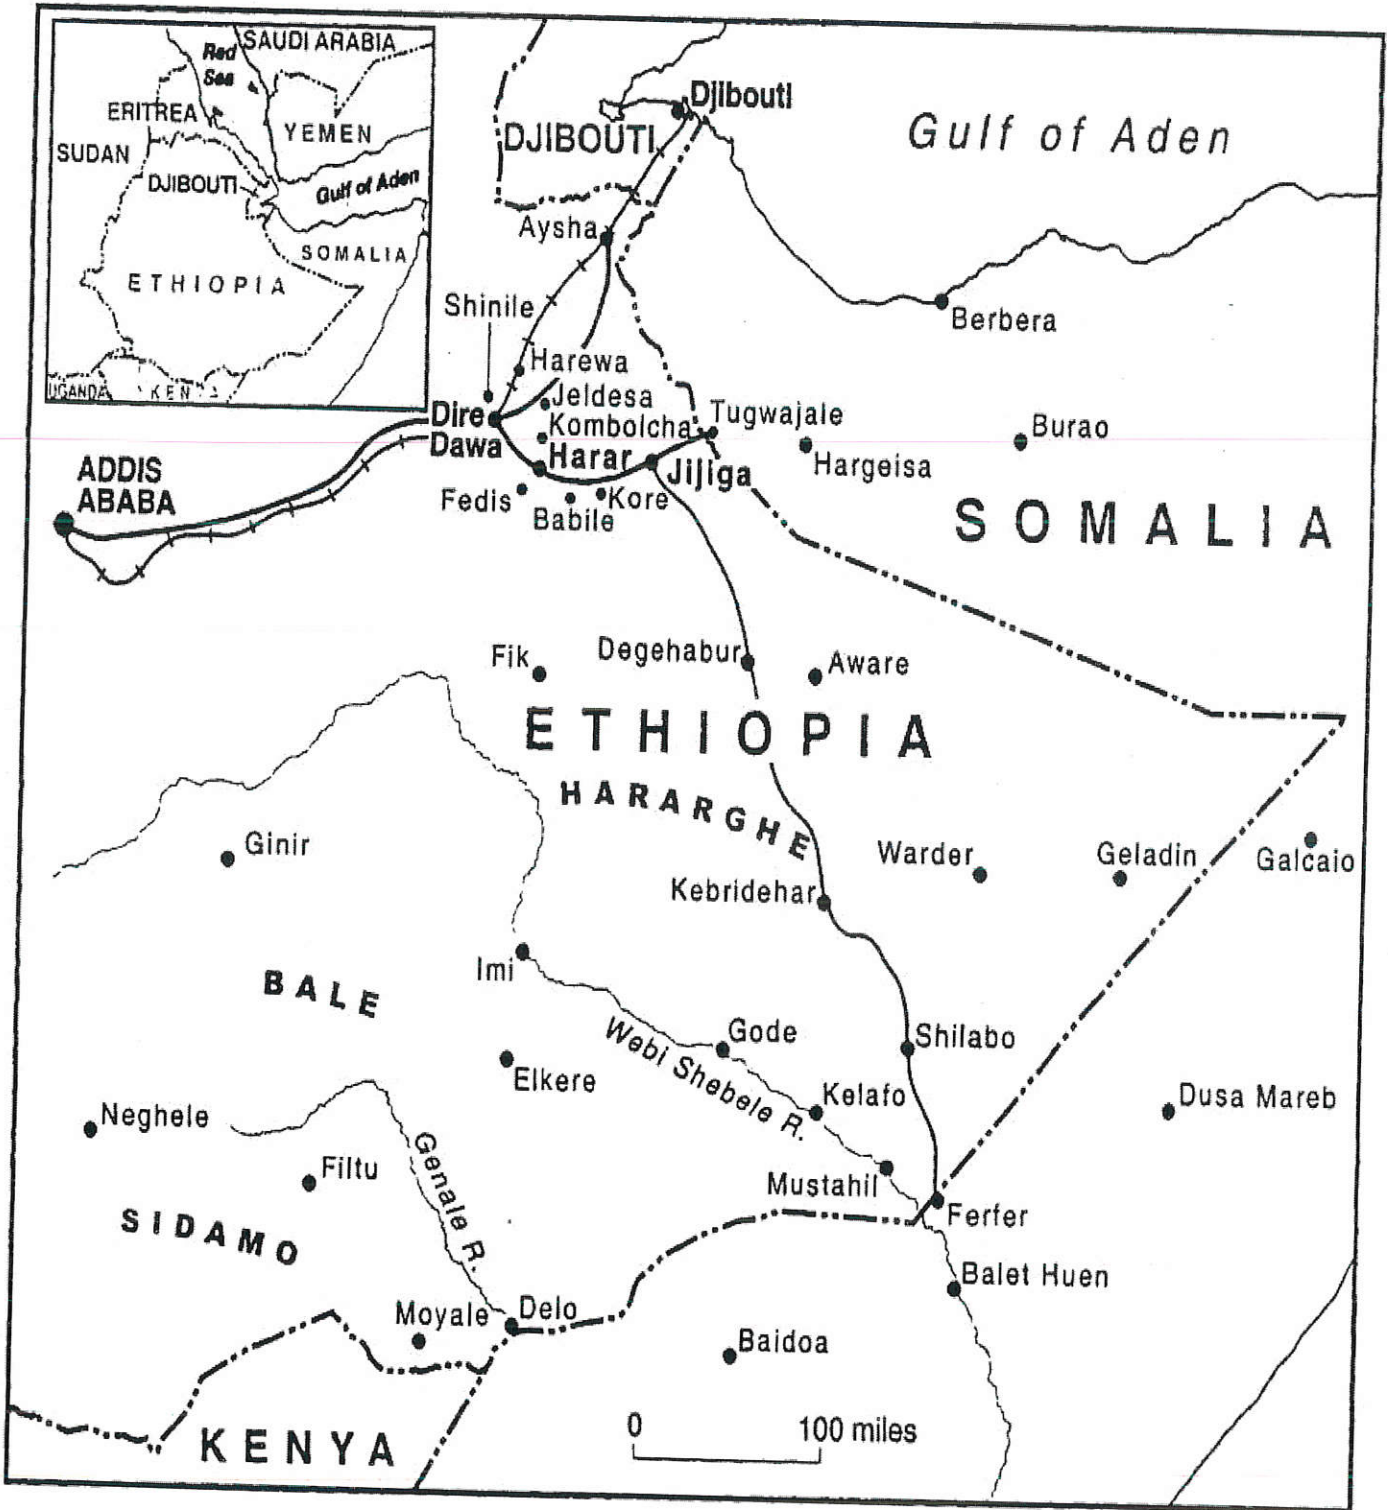 SAUDI ARABIA
Red
Sea
ERITREA
YEMEN
SUDAN
DJIBOUTI
Gulf of Aden
SOMALIA
ETHIOPIA
UGANDA
KENYA
Djibouti
DJIBOUTI
Gulf of Aden
Aysha
Shinile
Berbera
Harewa
Jeldesa
Dire
Dawa
Kombolcha
Tugwajale
Burao
Harar
Jijiga
Hargeisa
ADDIS
ABABA
Fedis
Babile
Kore
SOMALIA
Fik
Degehabur
Aware
ETHIOPIA
HARARGHE
Ginir
Warder
Geladin
Galcaio
Kebridehar
Imi
BALE
Gode
Shilabo
Webi Shebele R.
Elkere
Kelafo
Dusa Mareb
Neghele
Filtu
Genale R.
Mustahil
Ferfer
SIDAMO
Balet Huen
Moyale
Delo
Baidoa
0 100 miles
KENYA